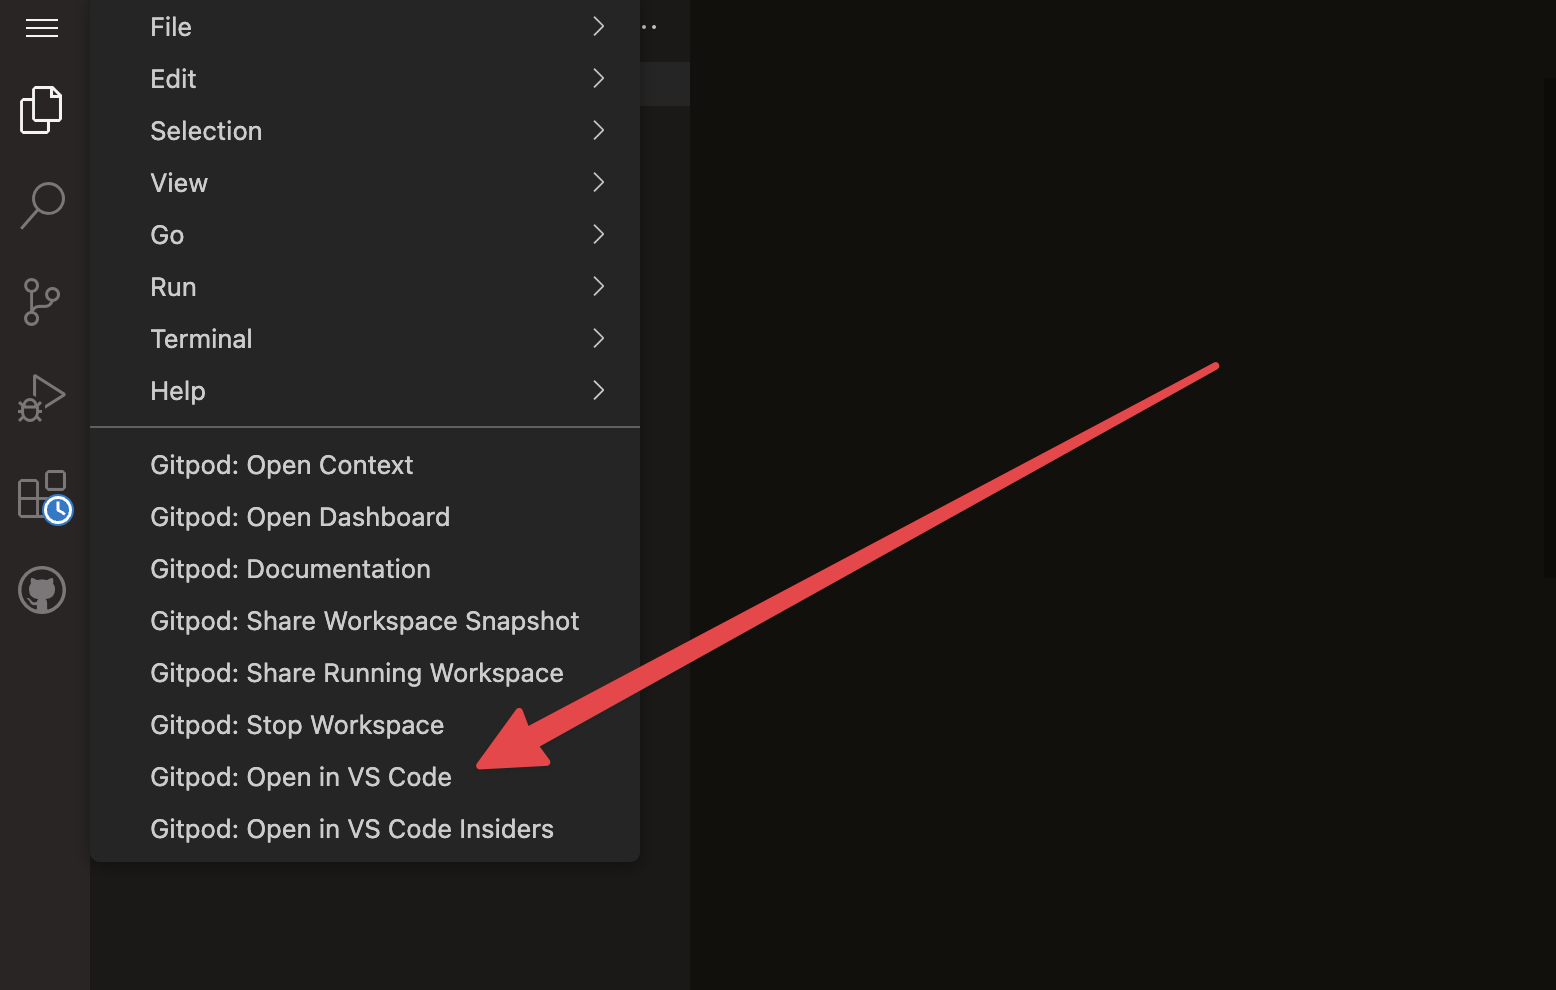 File
Edit
Selection
View
Go
Run
Terminal
Help
Gitpod: Open Context
Gitpod: Open Dashboard
Gitpod: Documentation
Gitpod: Share Workspace Snapshot
Gitpod: Share Running Workspace
Gitpod: Stop Workspace
Gitpod: Open in VS Code
Gitpod: Open in VS Code Insiders